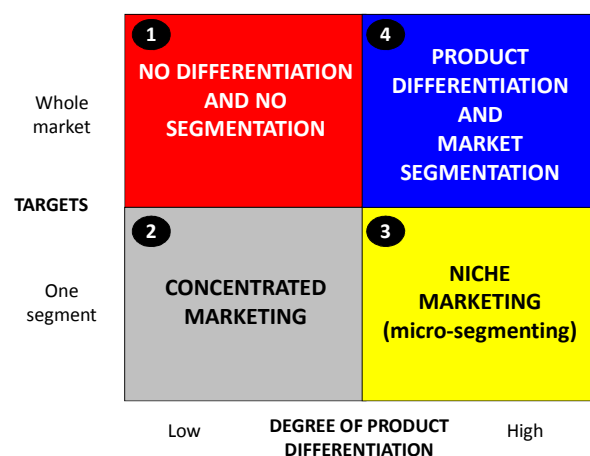 1
NO DIFFERENTIATION
AND NO
SEGMENTATION
4
PRODUCT
DIFFERENTIATION
AND
MARKET
SEGMENTATION
Whole
market
TARGETS
2
CONCENTRATED
MARKETING
3
NICHE
MARKETING
(micro-segmenting)
One
segment
Low
DEGREE OF PRODUCT
DIFFERENTIATION
High